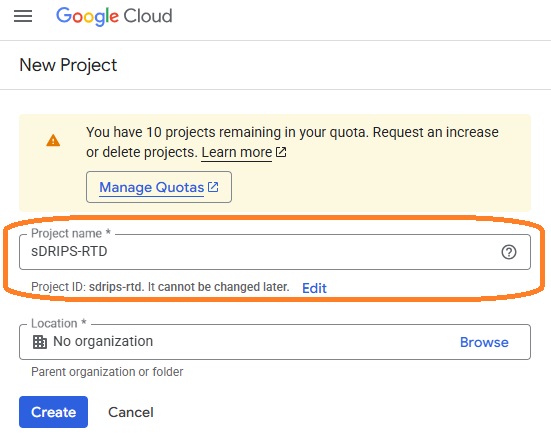 Google Cloud
New Project
You have 10 projects remaining in your quota. Request an increase
or delete projects. Learn more
Manage Quotas
Project name *
sDRIPS-RTD
Project ID: sdrips-rtd. It cannot be changed later. Edit
Location *
No organization Browse
Parent organization or folder
Create Cancel